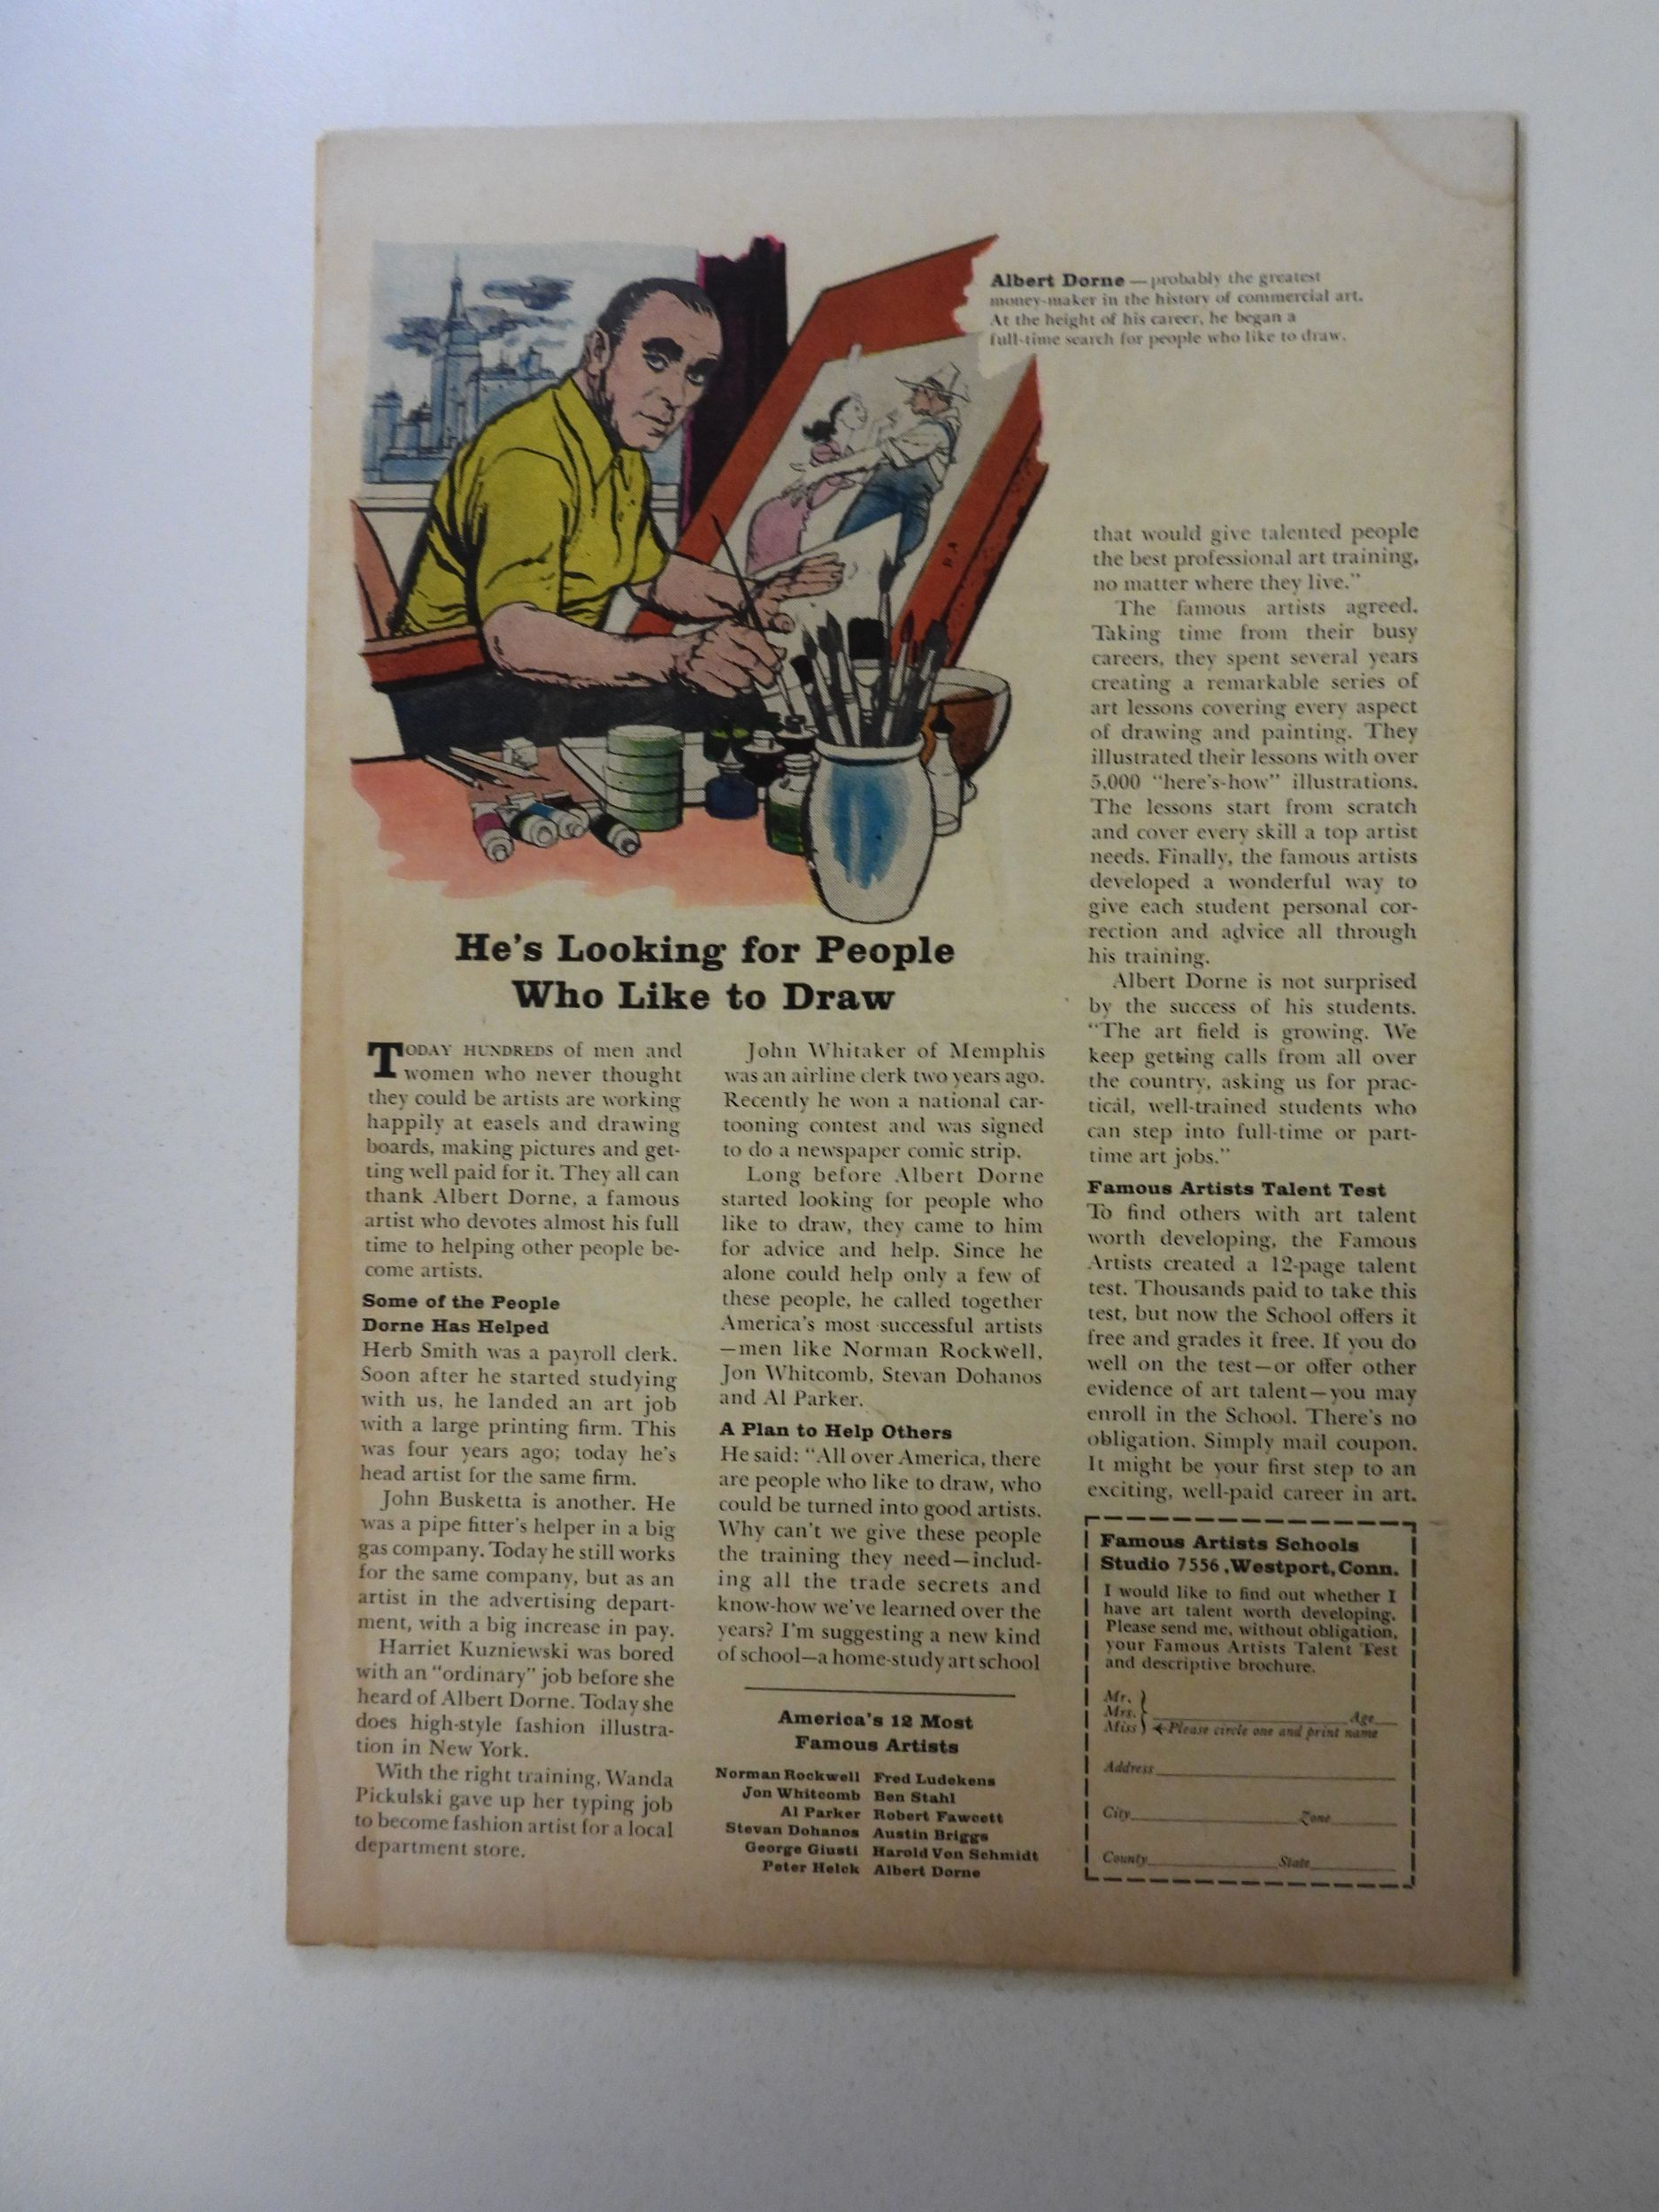 Albert Dorne — probably the greatest
money-maker in the history of commercial art.
At the height of his career, he began a
full-time search for people who like to draw.
He's Looking for People
Who Like to Draw
TODAY HUNDREDS of men and
women who never thought
they could be artists are working
happily at easels and drawing
boards, making pictures and get-
ting well paid for it. They all can
thank Albert Dorne, a famous
artist who devotes almost his full
time to helping other people be-
come artists.
Some of the People
Dorne Has Helped
Herb Smith was a payroll clerk.
Soon after he started studying
with us, he landed an art job
with a large printing firm. This
was four years ago; today he's
head artist for the same firm.
John Busketta is another. He
was a pipe fitter's helper in a big
gas company. Today he still works
for the same company, but as an
artist in the advertising depart-
ment, with a big increase in pay.
Harriet Kuzniewski was bored
with an "ordinary" job before she
heard of Albert Dorne. Today she
does high-style fashion illustra-
tion in New York.
With the right training, Wanda
Pickulski gave up her typing job
to become fashion artist for a local
department store.
John Whitaker of Memphis
was an airline clerk two years ago.
Recently he won a national car-
tooning contest and was signed
to do a newspaper comic strip.
Long before Albert Dorne
started looking for people who
like to draw, they came to him
for advice and help. Since he
alone could help only a few of
these people, he called together
America's most successful artists
—men like Norman Rockwell,
Jon Whitcomb, Stevan Dohanos
and Al Parker.
A Plan to Help Others
He said: "All over America, there
are people who like to draw, who
could be turned into good artists.
Why can't we give these people
the training they need—includ-
ing all the trade secrets and
know-how we've learned over the
years? I'm suggesting a new kind
of school—a home-study art school
America's 12 Most
Famous Artists
Norman Rockwell Fred Ludekens
Jon Whitcomb Ben Stahl
Al Parker Robert Fawcett
Stevan Dohanos Austin Briggs
George Giusti Harold Von Schmidt
Peter Helck Albert Dorne
that would give talented people
the best professional art training,
no matter where they live."
The famous artists agreed.
Taking time from their busy
careers, they spent several years
creating a remarkable series of
art lessons covering every aspect
of drawing and painting. They
illustrated their lessons with over
5,000 "here's-how" illustrations.
The lessons start from scratch
and cover every skill a top artist
needs. Finally, the famous artists
developed a wonderful way to
give each student personal cor-
rection and advice all through
his training.
Albert Dorne is not surprised
by the success of his students.
"The art field is growing. We
keep getting calls from all over
the country, asking us for prac-
tical, well-trained students who
can step into full-time or part-
time art jobs."
Famous Artists Talent Test
To find others with art talent
worth developing, the Famous
Artists created a 12-page talent
test. Thousands paid to take this
test, but now the School offers it
free and grades it free. If you do
well on the test—or offer other
evidence of art talent—you may
enroll in the School. There's no
obligation. Simply mail coupon.
It might be your first step to an
exciting, well-paid career in art.
Famous Artists Schools
Studio 7556, Westport, Conn.
I would like to find out whether I
have art talent worth developing.
Please send me, without obligation,
your Famous Artists Talent Test
and descriptive brochure.
Mr.
Mrs. Age
Miss Please circle one and print name
Address
City Zone
County State